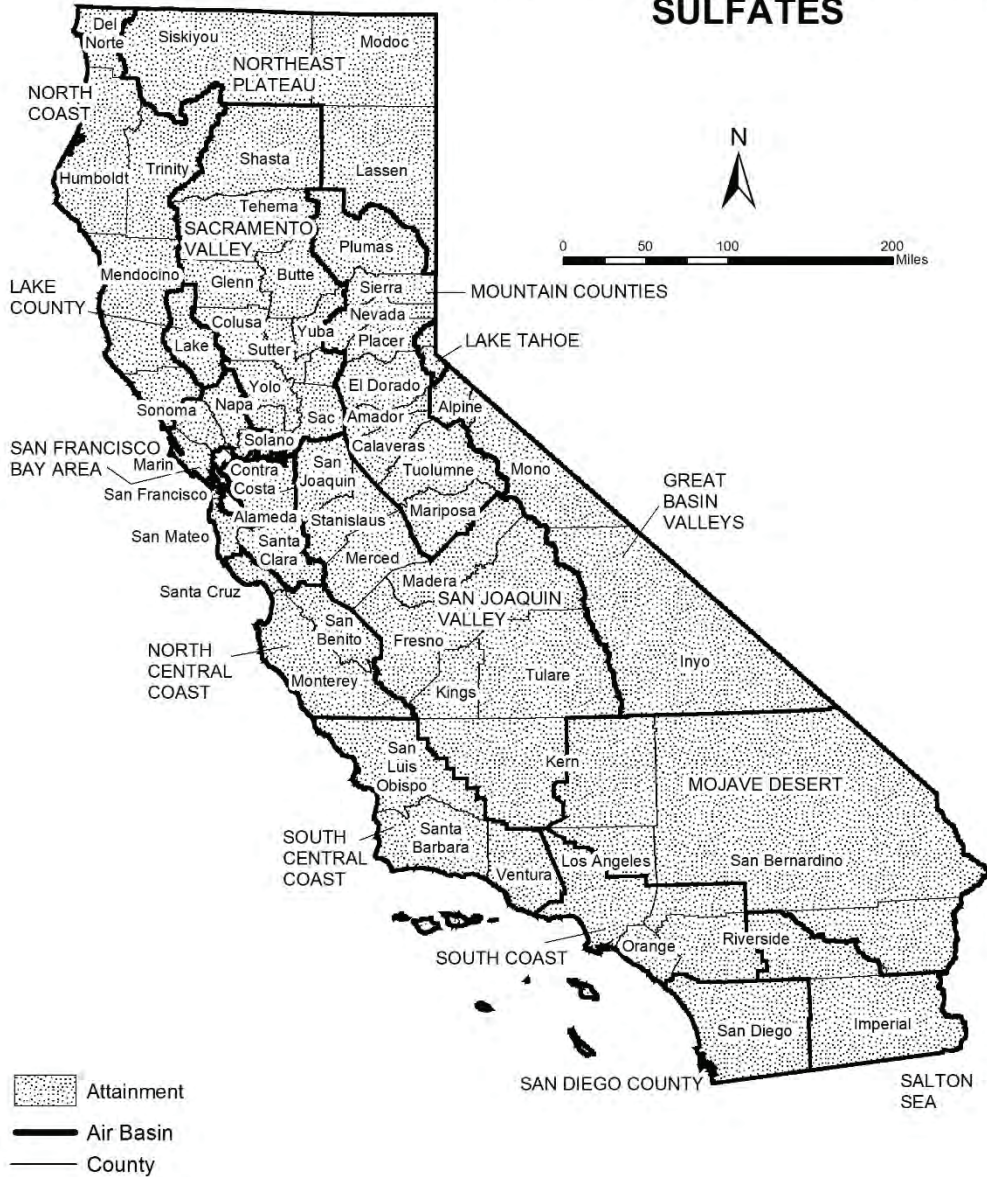 SULFATES
Del
Norte
Siskiyou
Modoc
NORTHEAST
PLATEAU
NORTH
COAST
N
Humboldt
Trinity
Shasta
Lassen
Tehema
SACRAMENTO
VALLEY
Plumas
0 50 100 200
Miles
Mendocino
Glenn
Butte
Sierra
MOUNTAIN COUNTIES
LAKE
COUNTY
Nevada
Colusa
Yuba
Placer
LAKE TAHOE
Lake
Sutter
Yolo
El Dorado
Sonoma
Napa
Sac
Amador
Alpine
Solano
Calaveras
SAN FRANCISCO
BAY AREA
Marin
Contra
Costa
San
Joaquin
Tuolumne
Mono
GREAT
BASIN
VALLEYS
San Francisco
Alameda
Stanislaus
Mariposa
San Mateo
Santa
Clara
Merced
Santa Cruz
Madera
SAN JOAQUIN
VALLEY
San
Benito
Fresno
NORTH
CENTRAL
COAST
Monterey
Kings
Tulare
Inyo
San
Luis
Obispo
Kern
MOJAVE DESERT
SOUTH
CENTRAL
COAST
Santa
Barbara
Ventura
Los Angeles
San Bernardino
SOUTH COAST
Orange
Riverside
San Diego
Imperial
SAN DIEGO COUNTY
SALTON
SEA
Attainment
Air Basin
County